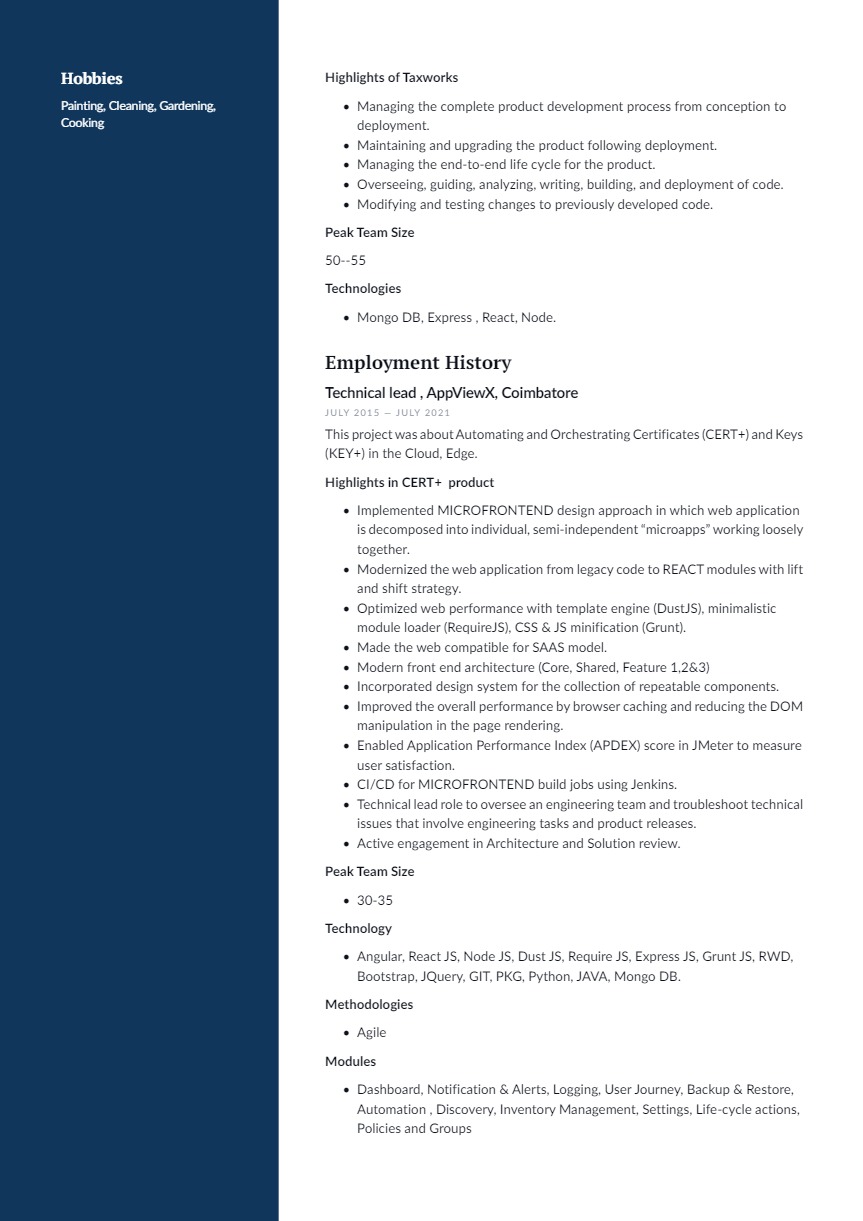 Hobbies
Painting, Cleaning, Gardening,
Cooking
Highlights of Taxworks
• Managing the complete product development process from conception to
deployment.
• Maintaining and upgrading the product following deployment.
• Managing the end-to-end life cycle for the product.
• Overseeing, guiding, analyzing, writing, building, and deployment of code.
• Modifying and testing changes to previously developed code.
Peak Team Size
50--55
Technologies
• Mongo DB, Express , React, Node.
Employment History
Technical lead , AppViewX, Coimbatore
JULY 2015 — JULY 2021
This project was about Automating and Orchestrating Certificates (CERT+) and Keys
(KEY+) in the Cloud, Edge.
Highlights in CERT+  product
• Implemented MICROFRONTEND design approach in which web application
is decomposed into individual, semi-independent “microapps” working loosely
together.
• Modernized the web application from legacy code to REACT modules with lift
and shift strategy.
• Optimized web performance with template engine (DustJS), minimalistic
module loader (RequireJS), CSS & JS minification (Grunt).
• Made the web compatible for SAAS model.
• Modern front end architecture (Core, Shared, Feature 1,2&3)
• Incorporated design system for the collection of repeatable components.
• Improved the overall performance by browser caching and reducing the DOM
manipulation in the page rendering.
• Enabled Application Performance Index (APDEX) score in JMeter to measure
user satisfaction.
• CI/CD for MICROFRONTEND build jobs using Jenkins.
• Technical lead role to oversee an engineering team and troubleshoot technical
issues that involve engineering tasks and product releases.
• Active engagement in Architecture and Solution review.
Peak Team Size
• 30-35
Technology
• Angular, React JS, Node JS, Dust JS, Require JS, Express JS, Grunt JS, RWD,
Bootstrap, JQuery, GIT, PKG, Python, JAVA, Mongo DB.
Methodologies
• Agile
Modules
• Dashboard, Notification & Alerts, Logging, User Journey, Backup & Restore,
Automation , Discovery, Inventory Management, Settings, Life-cycle actions,
Policies and Groups